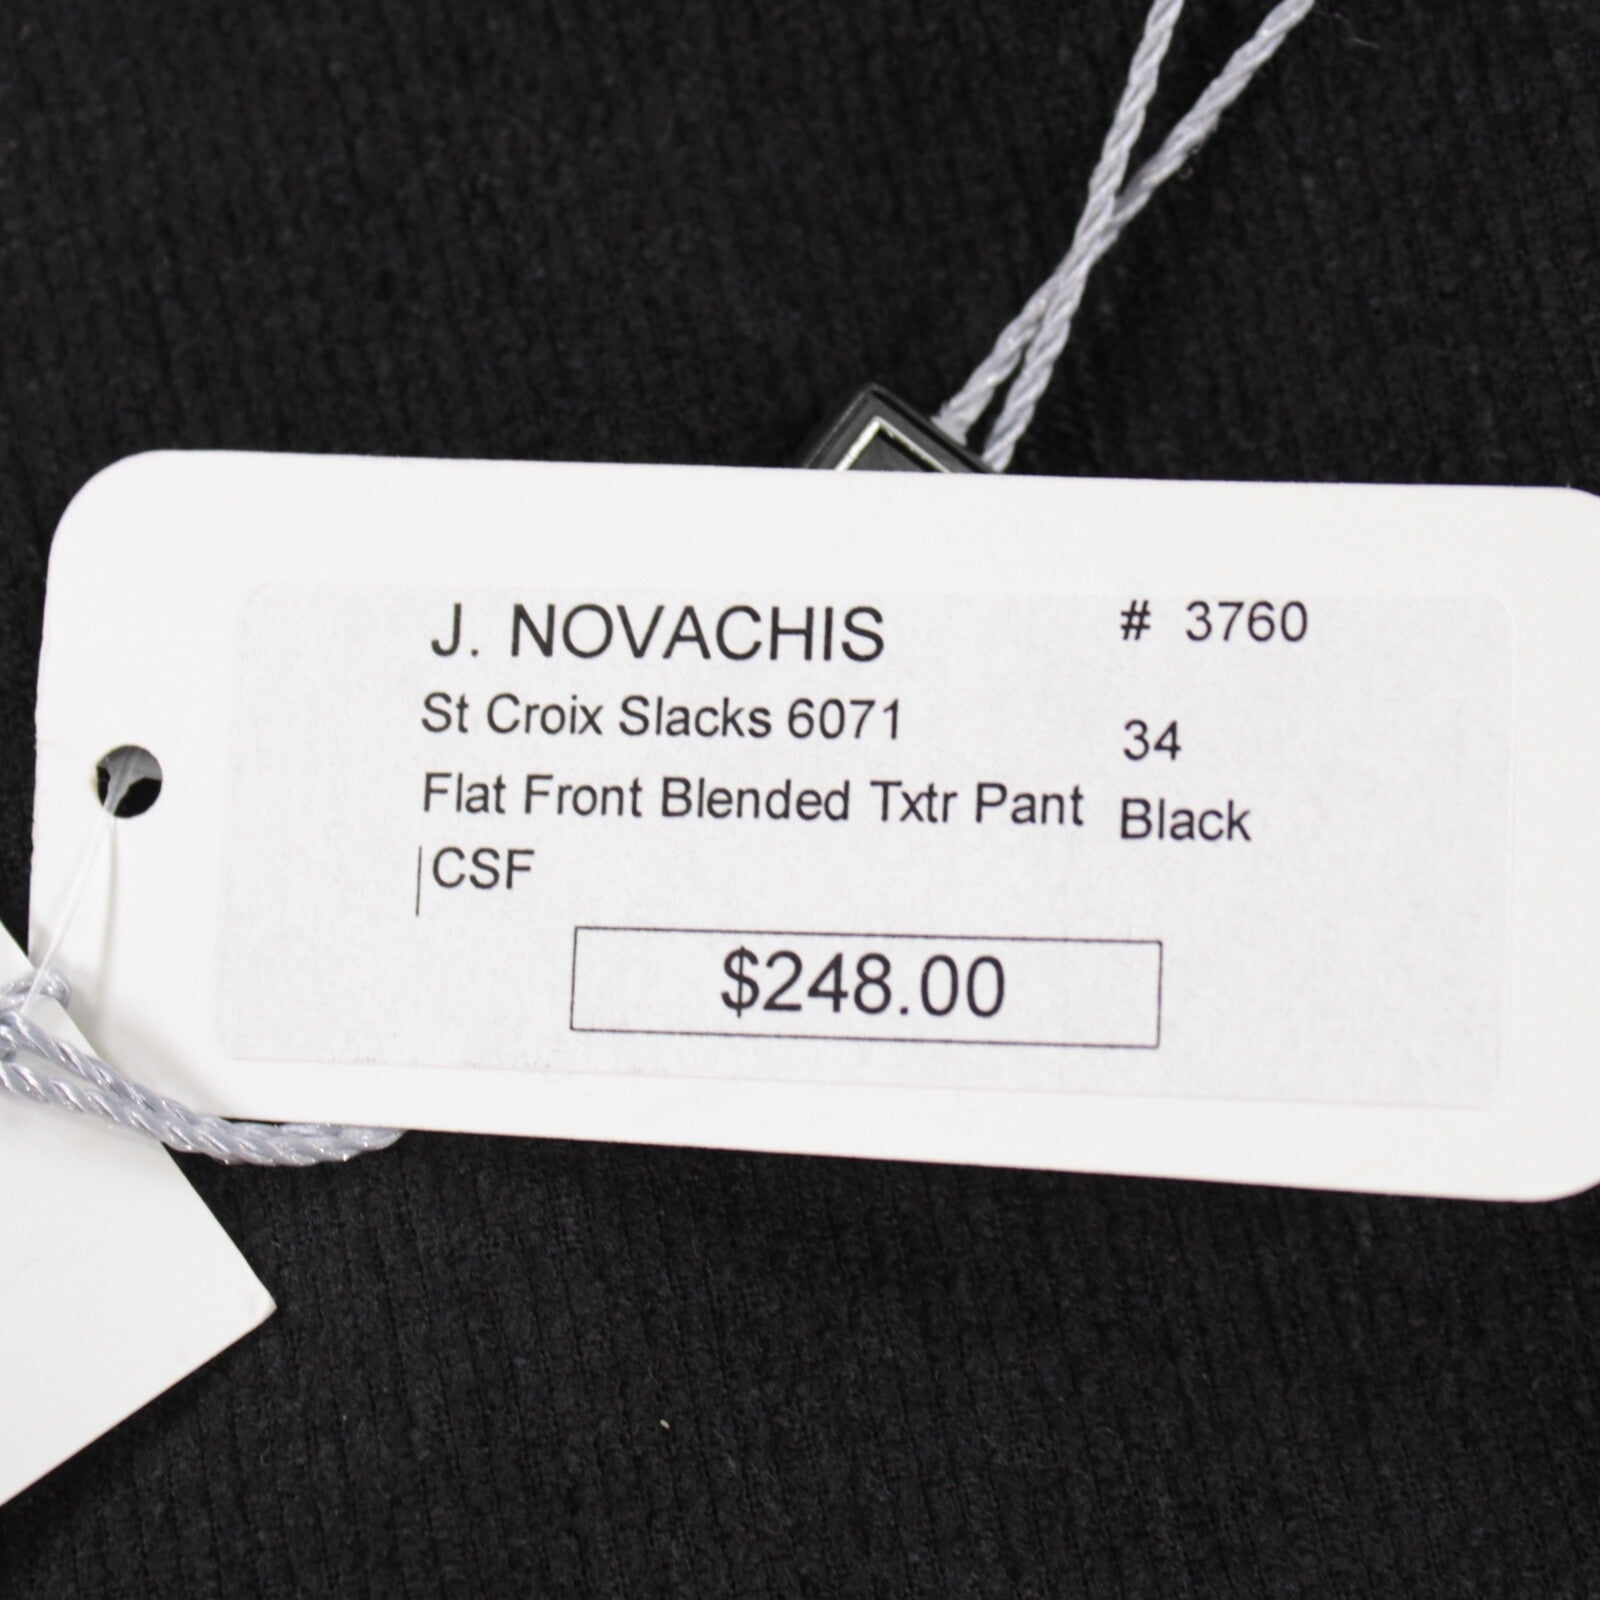 J. NOVACHIS # 3760
St Croix Slacks 6071 34
Flat Front Blended Txtr Pant Black
|CSF
$248.00